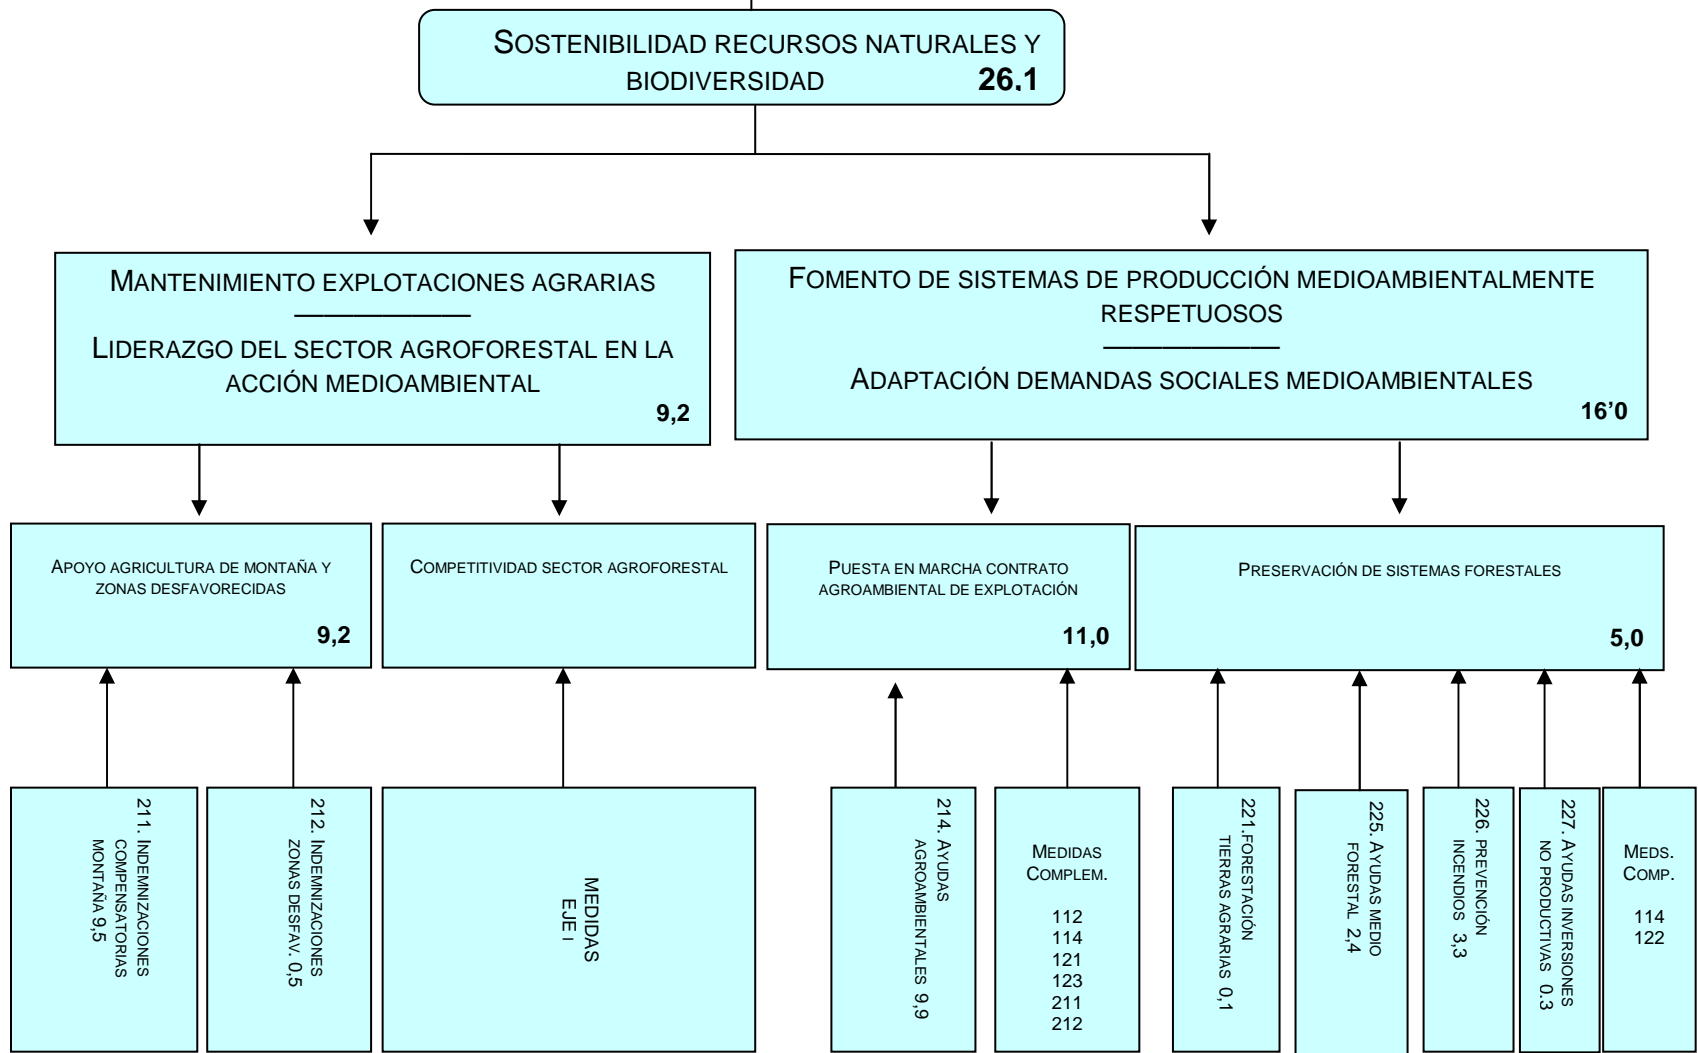 SOSTENIBILIDAD RECURSOS NATURALES Y
BIODIVERSIDAD 26,1
MANTENIMIENTO EXPLOTACIONES AGRARIAS
LIDERAZGO DEL SECTOR AGROFORESTAL EN LA
ACCIÓN MEDIOAMBIENTAL
9,2
FOMENTO DE SISTEMAS DE PRODUCCIÓN MEDIOAMBIENTALMENTE
RESPETUOSOS
ADAPTACIÓN DEMANDAS SOCIALES MEDIOAMBIENTALES
16’0
APOYO AGRICULTURA DE MONTAÑA Y
ZONAS DESFAVORECIDAS
9,2
COMPETITIVIDAD SECTOR AGROFORESTAL
PUESTA EN MARCHA CONTRATO
AGROAMBIENTAL DE EXPLOTACIÓN
11,0
PRESERVACIÓN DE SISTEMAS FORESTALES
5,0
211. INDEMNIZACIONES
COMPENSATORIAS
MONTAÑA 9,5
212. INDEMNIZACIONES
ZONAS DESFAV. 0,5
MEDIDAS
EJE I
214. AYUDAS
AGROAMBIENTALES 9,9
MEDIDAS
COMPLEM.
112
114
121
123
211
212
221.FORESTACIÓN
TIERRAS AGRARIAS 0,1
225. AYUDAS MEDIO
FORESTAL 2,4
226. PREVENCIÓN
INCENDIOS 3,3
227. AYUDAS INVERSIONES
NO PRODUCTIVAS 0.3
MEDS.
COMP.
114
122